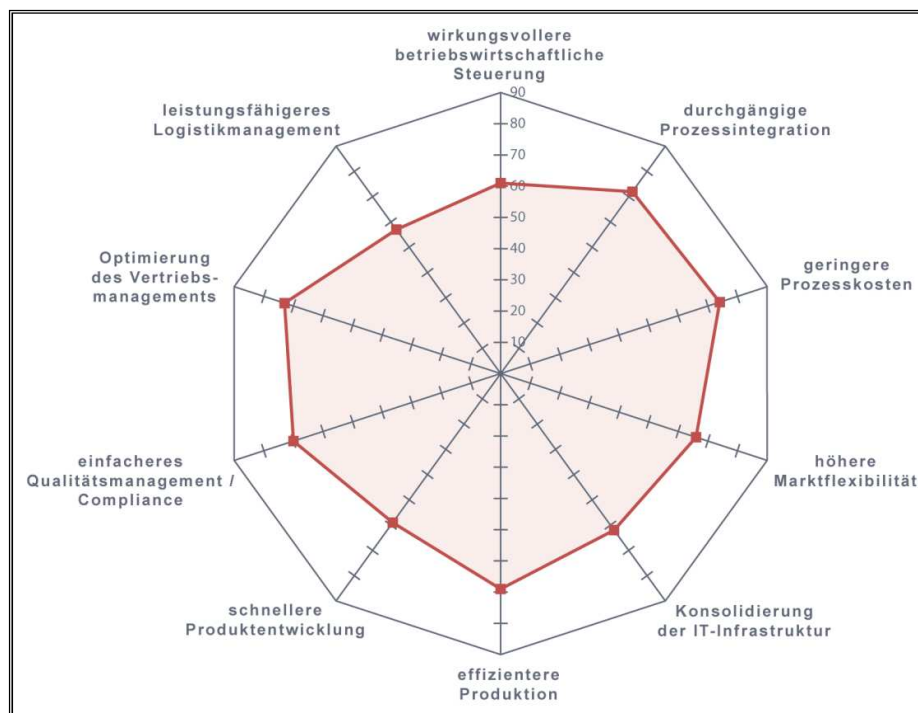 wirkungsvollere
betriebswirtschaftliche
Steuerung
90
80
70
60
50
40
30
20
10
durchgängige
Prozessintegration
geringere
Prozesskosten
höhere
Marktflexibilität
Konsolidierung
der IT-Infrastruktur
effizientere
Produktion
schnellere
Produktentwicklung
einfacheres
Qualitätsmanagement /
Compliance
Optimierung
des Vertriebs-
managements
leistungsfähigeres
Logistikmanagement